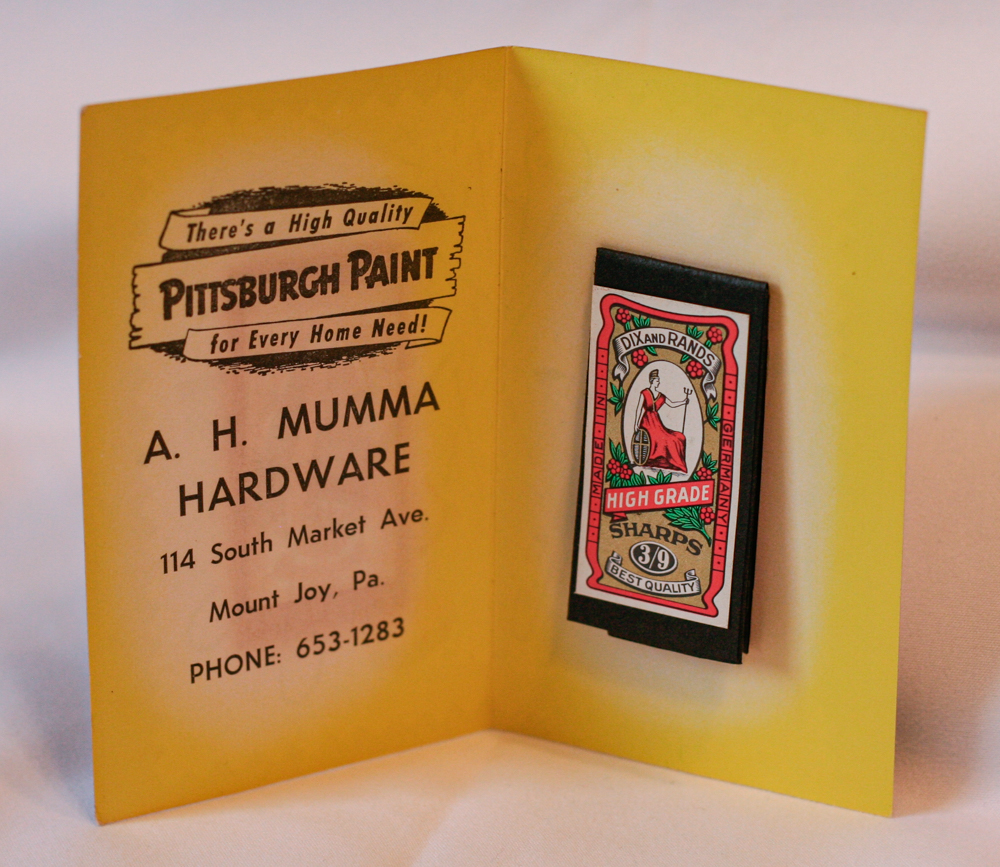 There's a High Quality
PITTSBURGH PAINT
for Every Home Need!
A. H. MUMMA
HARDWARE
114 South Market Ave.
Mount Joy, Pa.
PHONE: 653-1283
DIX AND RANDS
MADE IN
GERMANY
HIGH GRADE
SHARPS
3/9
BEST QUALITY